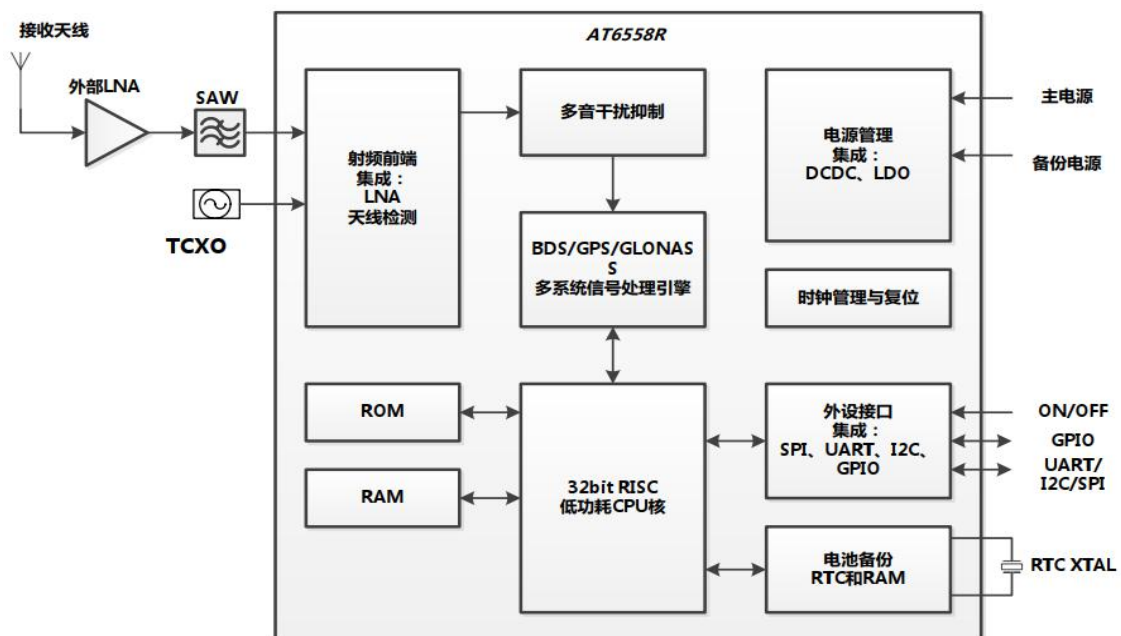 AT6558R
接收天线
外部LNA
SAW
TCXO
射频前端
集成：
LNA
天线检测
多音干扰抑制
BDS/GPS/GLONAS
S
多系统信号处理引擎
电源管理
集成：
DCDC、LDO
主电源
备份电源
时钟管理与复位
ROM
RAM
32bit RISC
低功耗CPU核
外设接口
集成：
SPI、UART、I2C、
GPIO
ON/OFF
GPIO
UART/
I2C/SPI
电池备份
RTC和RAM
RTC XTAL